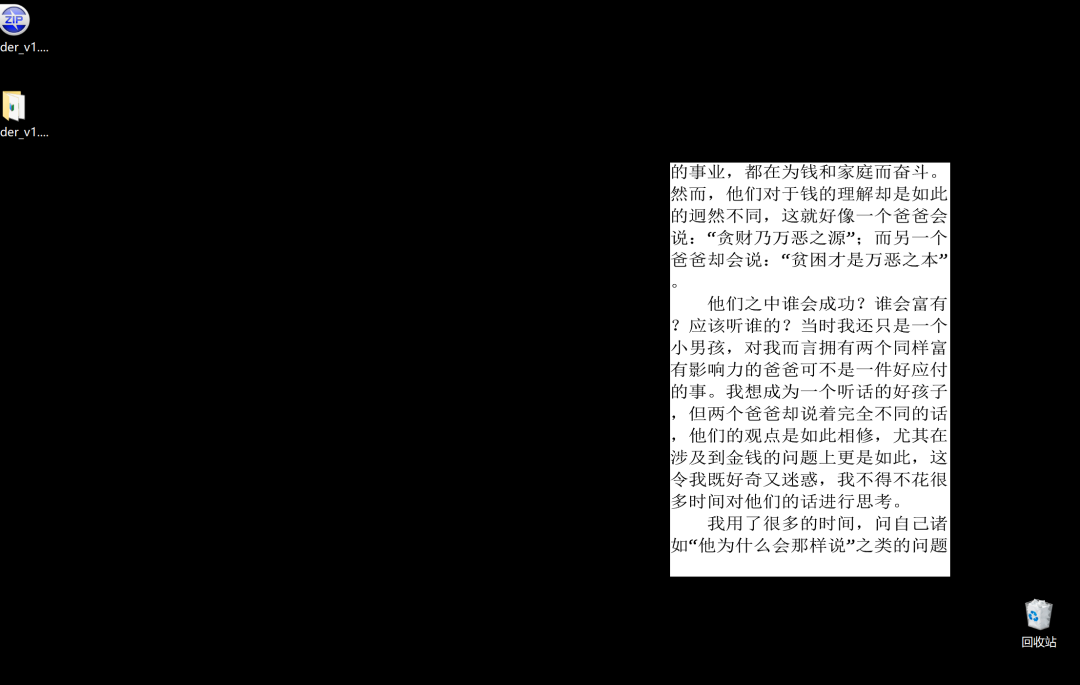 ZIP
der_v1....
der_v1....
的事业，都在为钱和家庭而奋斗。
然而，他们对于钱的理解却是如此
的迥然不同，这就好像一个爸爸会
说：“贪财乃万恶之源”；而另一个
爸爸却会说：“贫困才是万恶之本”
。
他们之中谁会成功？谁会富有
？应该听谁的？当时我还只是一个
小男孩，对我而言拥有两个同样富
有影响力的爸爸可不是一件好应付
的事。我想成为一个听话的好孩子
，但两个爸爸却说着完全不同的话
，他们的观点是如此相修，尤其在
涉及到金钱的问题上更是如此，这
令我既好奇又迷惑，我不得不花很
多时间对他们的话进行思考。
我用了很多的时间，问自己诸
如“他为什么会那样说”之类的问题
回收站